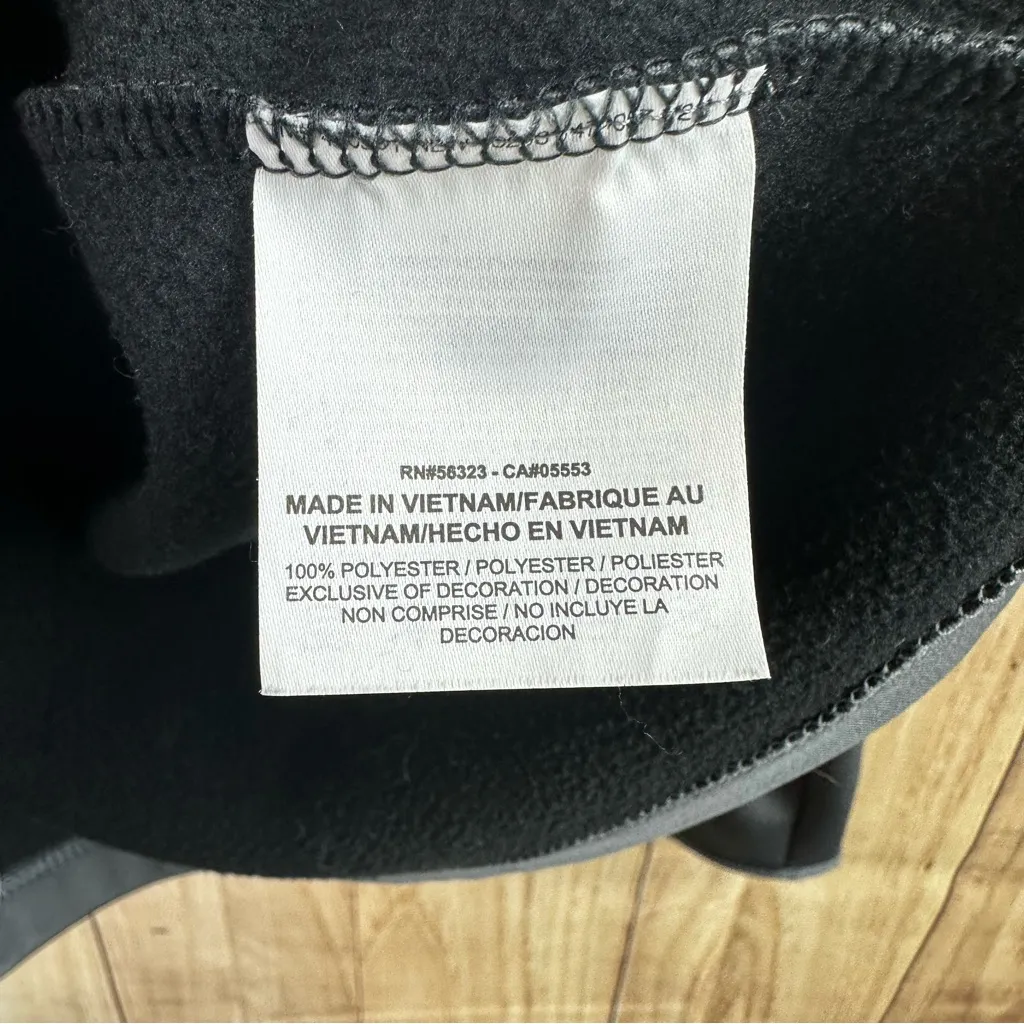 RN#56323 - CA#05553
MADE IN VIETNAM/FABRIQUE AU
VIETNAM/HECHO EN VIETNAM
100% POLYESTER / POLYESTER / POLIESTER
EXCLUSIVE OF DECORATION / DECORATION
NON COMPRISE / NO INCLUYE LA
DECORACION